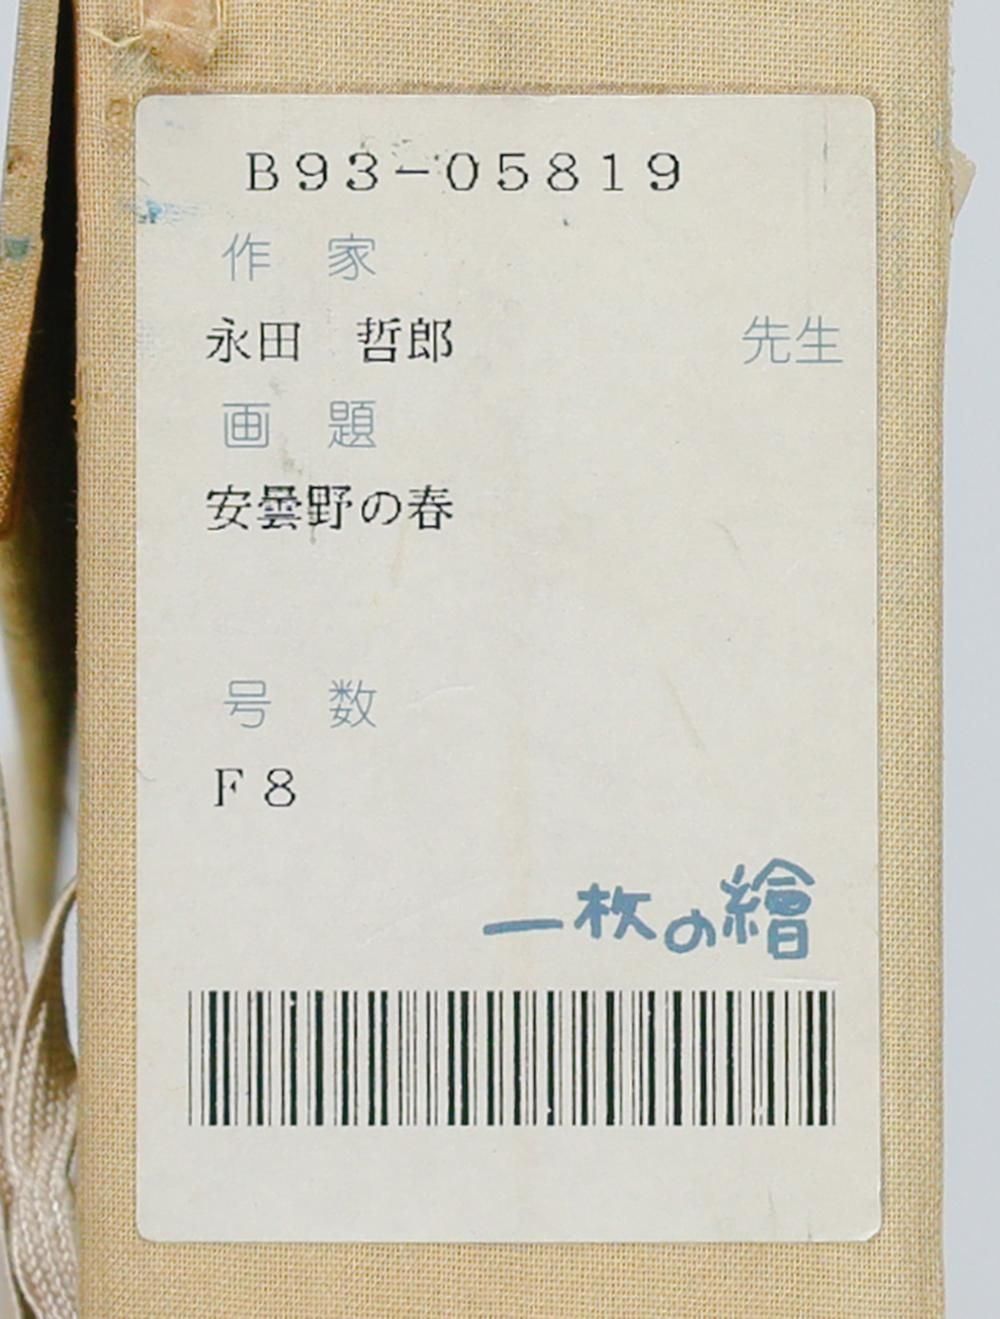 B93-05819
作 家
永田 哲郎 先生
画 題
安曇野の春
号 数
F8
一枚の繪